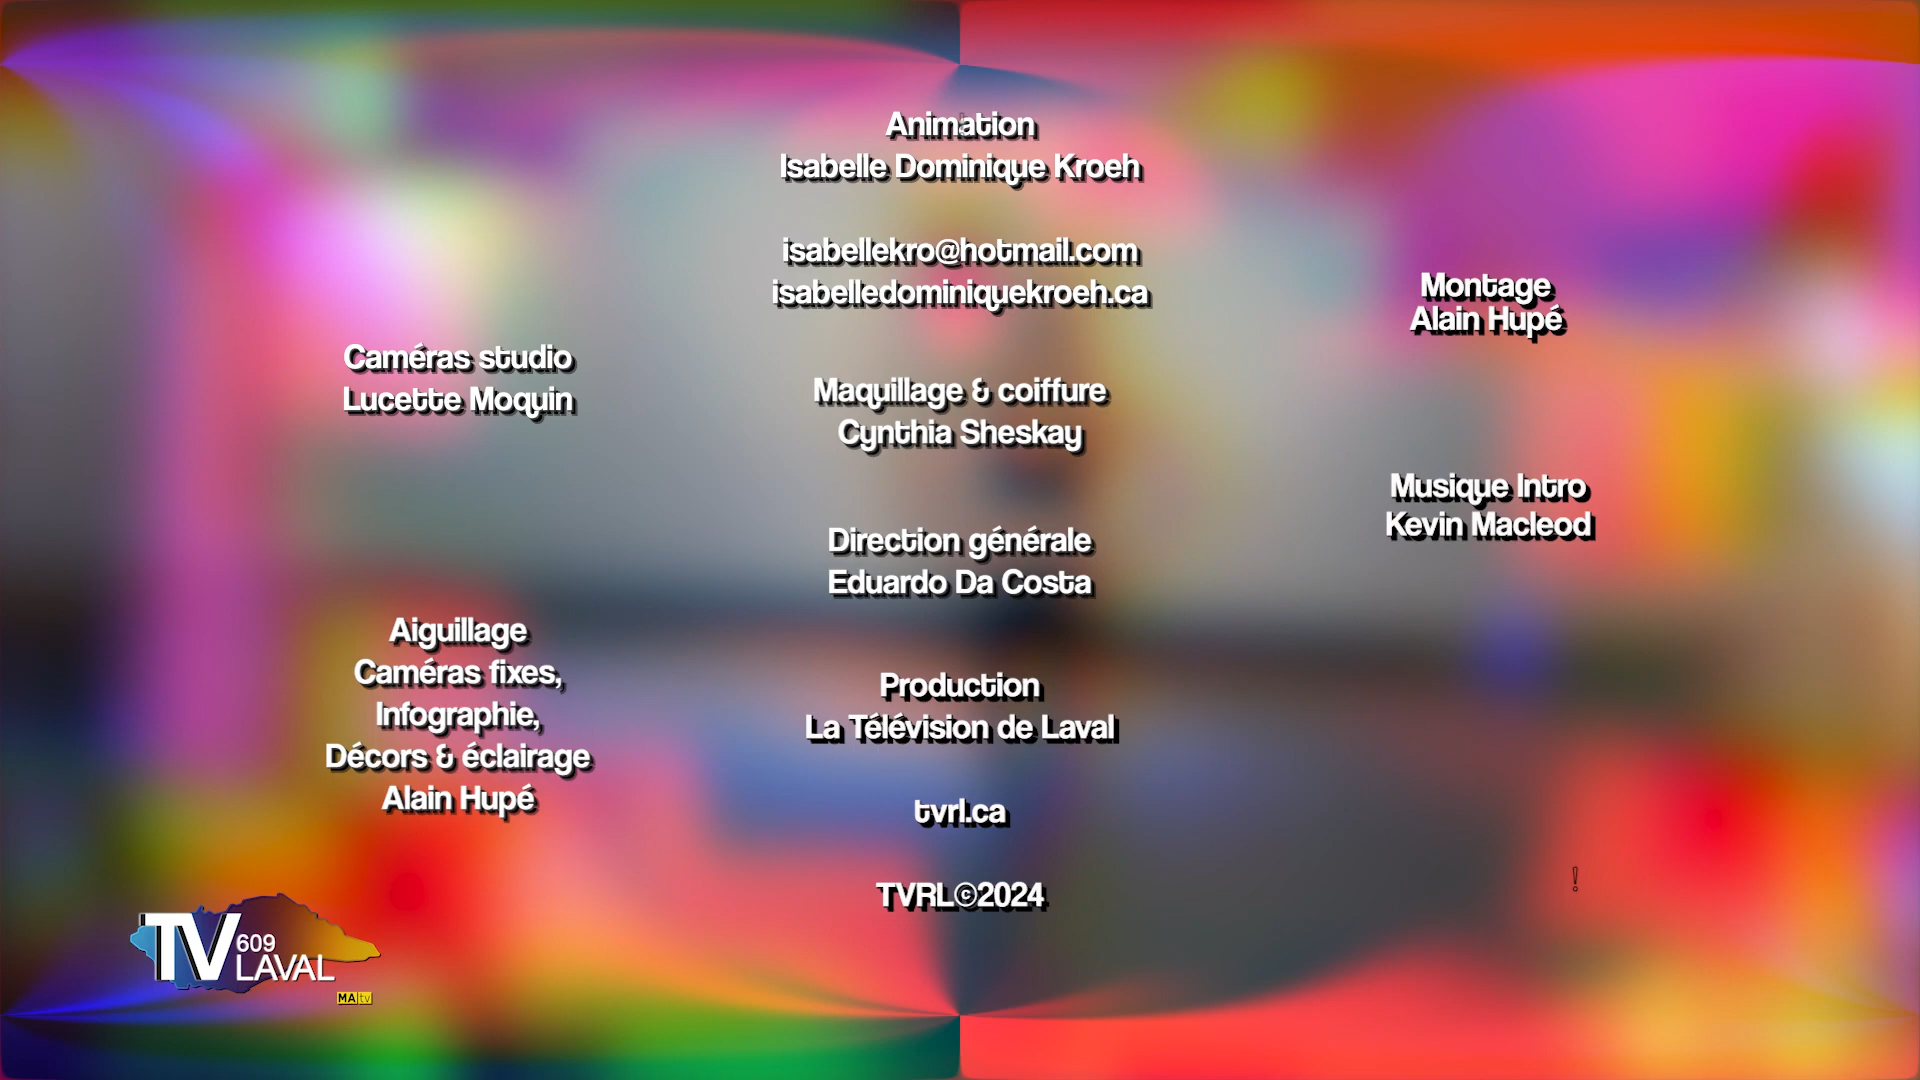 Animation
Isabelle Dominique Kroeh
isabellekro@hotmail.com
isabelledominiquekroeh.ca
Caméras studio
Lucette Moquin
Maquillage & coiffure
Cynthia Sheskay
Direction générale
Eduardo Da Costa
Aiguillage
Caméras fixes,
Infographie,
Décors & éclairage
Alain Hupé
Production
La Télévision de Laval
tvrl.ca
TVRL©2024
Montage
Alain Hupé
Musique Intro
Kevin Macleod
!
TV 609
LAVAL
MAtv